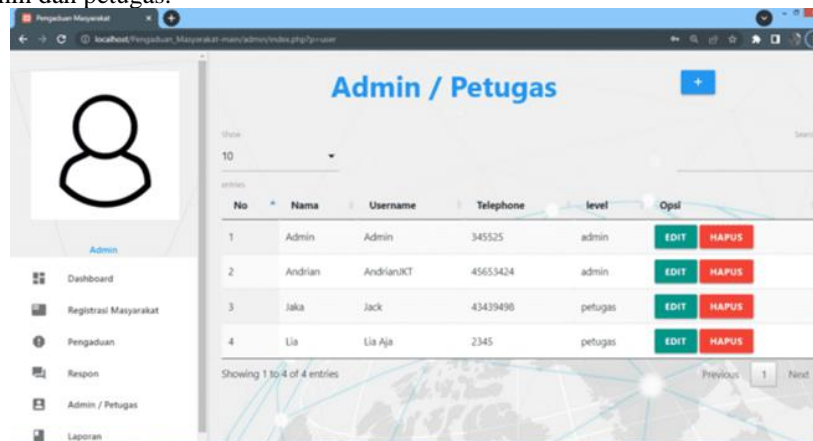 dan petugas.
Pengaduan Masyarakat
localhost/Pengaduan_Masyarakat-main/admin/index.php?p=user
Admin / Petugas
+
Show
10
Search
entries
No Nama Username Telephone level Opsi
1 Admin Admin 345525 admin EDIT HAPUS
2 Andrian AndrianJKT 45653424 admin EDIT HAPUS
3 Jaka Jack 43439498 petugas EDIT HAPUS
4 Lia Lia Aja 2345 petugas EDIT HAPUS
Showing 1 to 4 of 4 entries
Previous 1 Next
Admin
Dashboard
Registrasi Masyarakat
Pengaduan
Respon
Admin / Petugas
Laporan